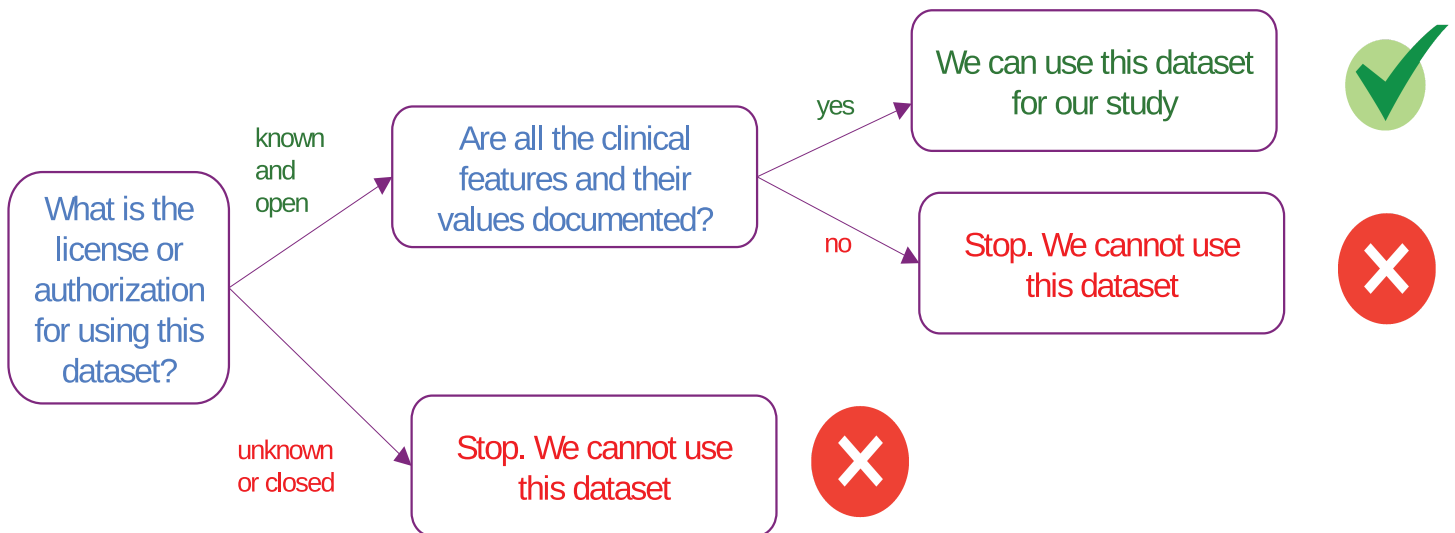 What is the
license or
authorization
for using this
dataset?
known
and
open
Are all the clinical
features and their
values documented?
yes
We can use this dataset
for our study
no
Stop. We cannot use
this dataset
unknown
or closed
Stop. We cannot use
this dataset